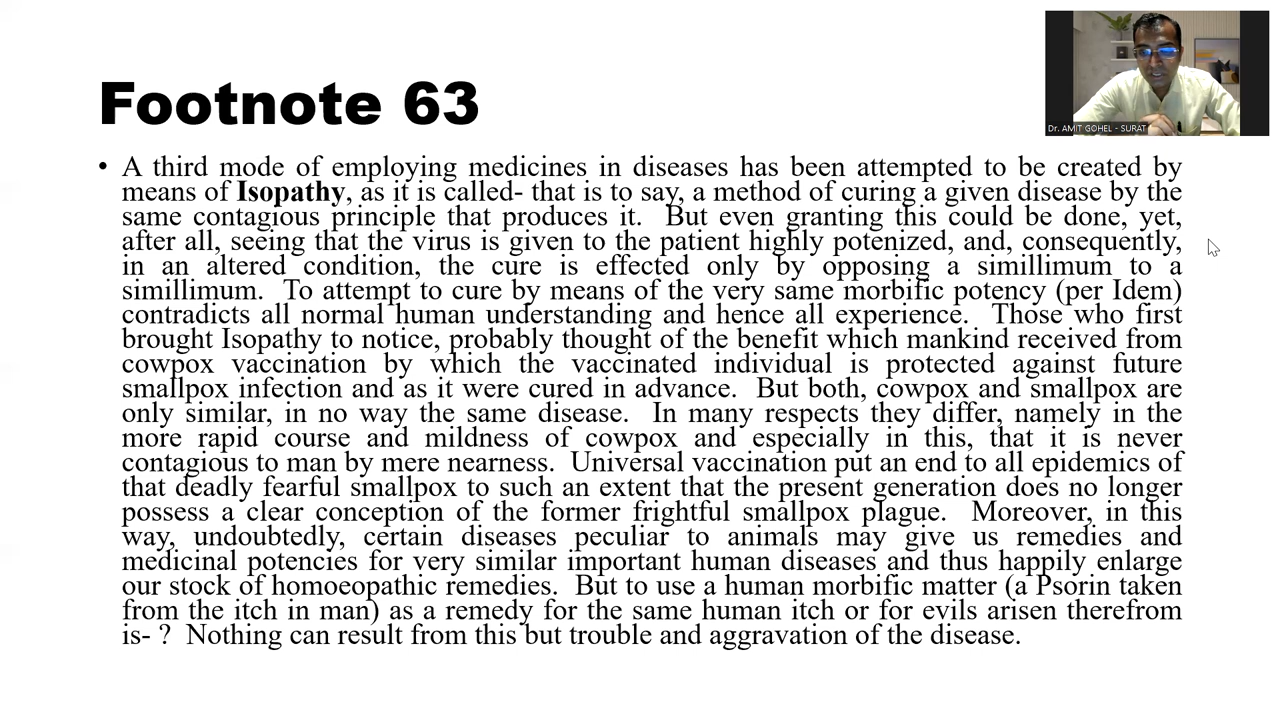 Footnote 63
Dr. AMIT GOHEL - SURAT
• A third mode of employing medicines in diseases has been attempted to be created by
means of Isopathy, as it is called- that is to say, a method of curing a given disease by the
same contagious principle that produces it. But even granting this could be done, yet,
after all, seeing that the virus is given to the patient highly potenized, and, consequently,
in an altered condition, the cure is effected only by opposing a simillimum to a
simillimum. To attempt to cure by means of the very same morbific potency (per Idem)
contradicts all normal human understanding and hence all experience. Those who first
brought Isopathy to notice, probably thought of the benefit which mankind received from
cowpox vaccination by which the vaccinated individual is protected against future
smallpox infection and as it were cured in advance. But both, cowpox and smallpox are
only similar, in no way the same disease. In many respects they differ, namely in the
more rapid course and mildness of cowpox and especially in this, that it is never
contagious to man by mere nearness. Universal vaccination put an end to all epidemics of
that deadly fearful smallpox to such an extent that the present generation does no longer
possess a clear conception of the former frightful smallpox plague. Moreover, in this
way, undoubtedly, certain diseases peculiar to animals may give us remedies and
medicinal potencies for very similar important human diseases and thus happily enlarge
our stock of homoeopathic remedies. But to use a human morbific matter (a Psorin taken
from the itch in man) as a remedy for the same human itch or for evils arisen therefrom
is- ? Nothing can result from this but trouble and aggravation of the disease.